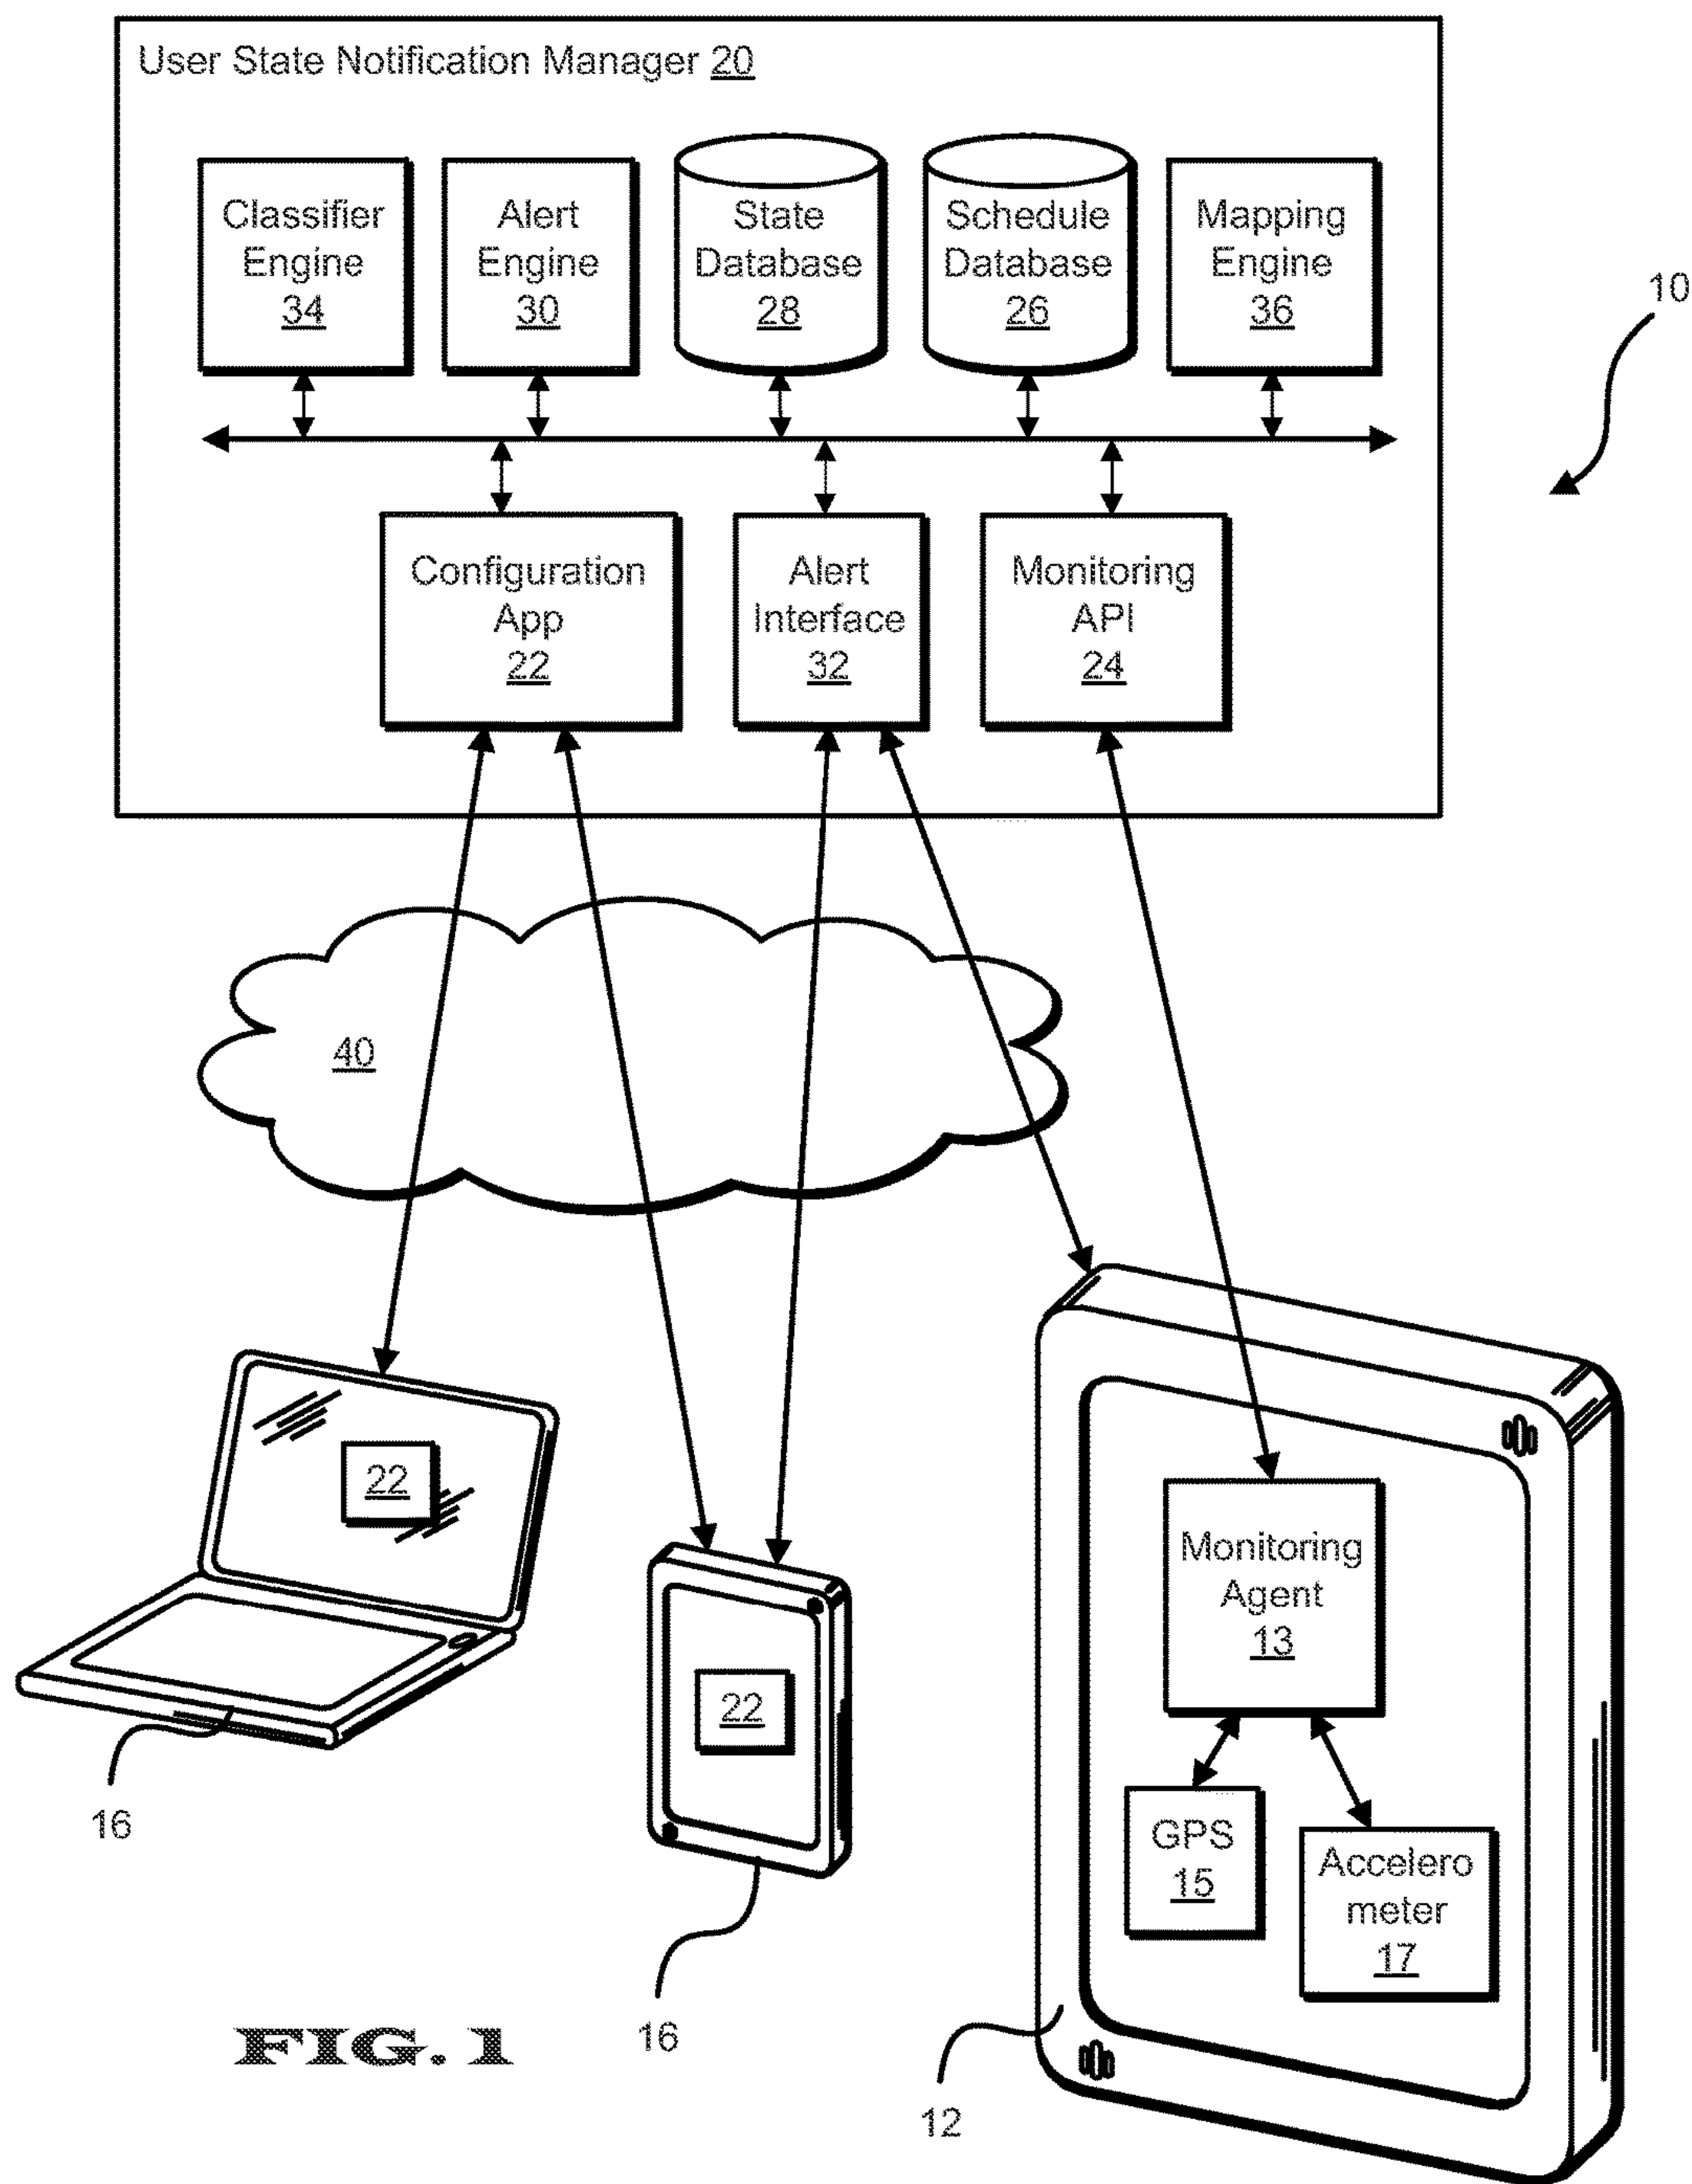 User State Notification Manager 20
Classifier
Engine
34
Alert
Engine
30
State
Database
28
Schedule
Database
26
Mapping
Engine
36
10
Configuration
App
22
Alert
Interface
32
Monitoring
API
24
40
22
22
Monitoring
Agent
13
GPS
15
Accelero
meter
17
16
16
12
FIG. 1